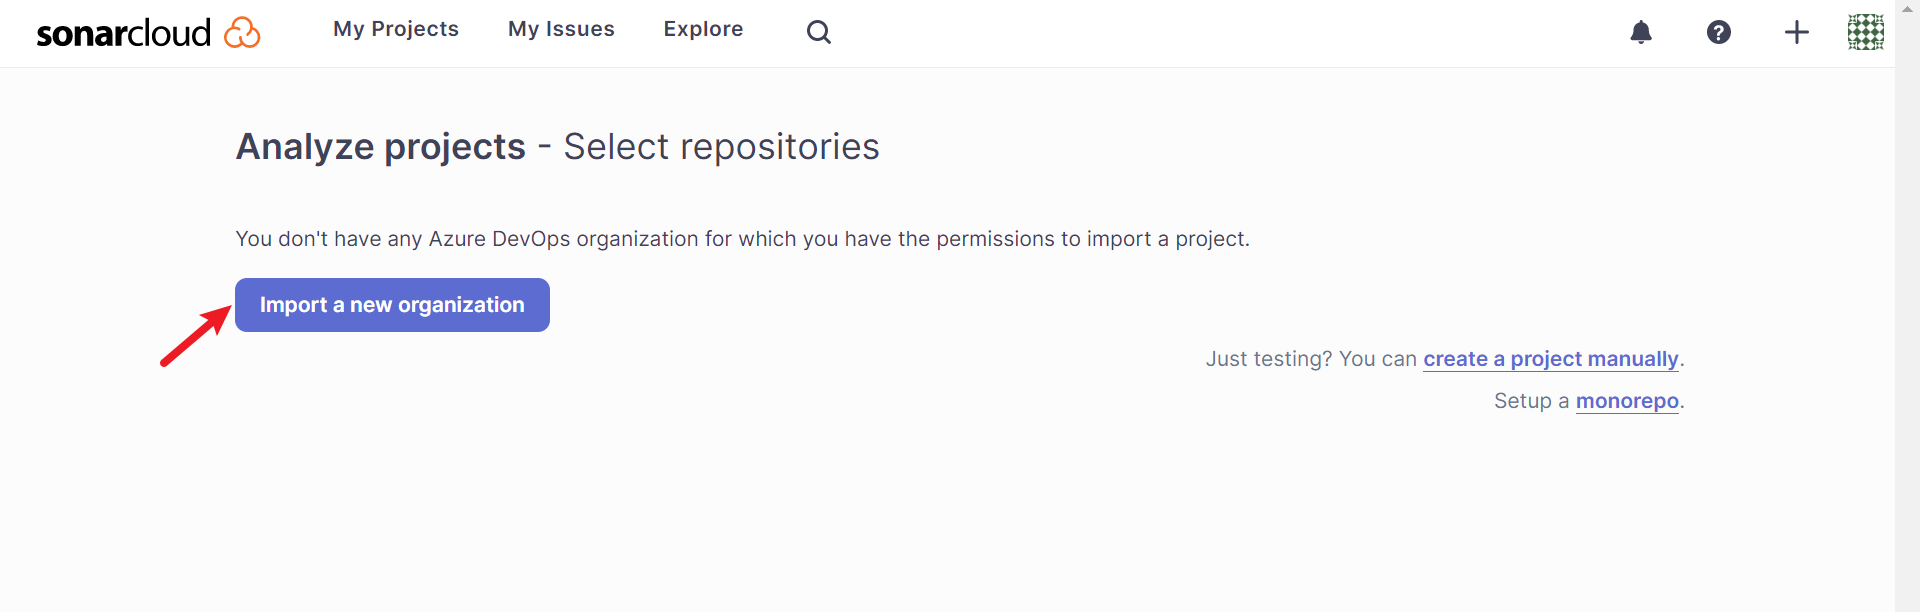 sonarcloud
My Projects My Issues Explore
Analyze projects - Select repositories
You don't have any Azure DevOps organization for which you have the permissions to import a project.
Import a new organization
Just testing? You can create a project manually.
Setup a monorepo.